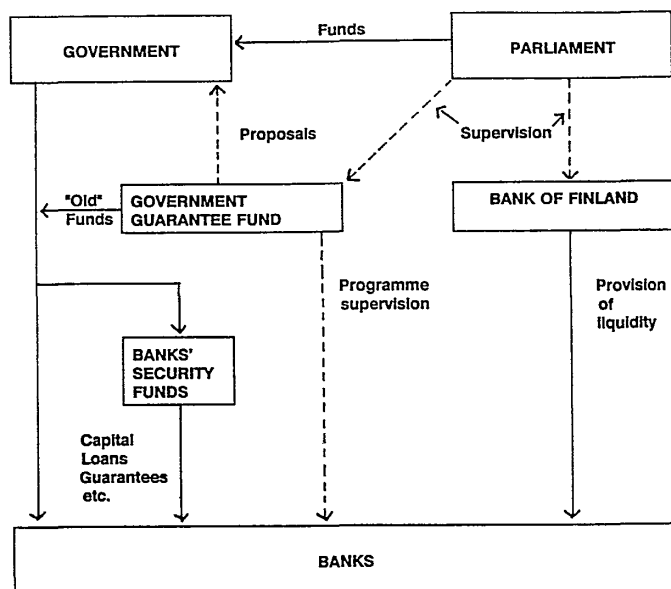 Funds
GOVERNMENT
PARLIAMENT
Proposals
Supervision
"Old"
Funds
GOVERNMENT
GUARANTEE FUND
BANK OF FINLAND
Programme
supervision
Provision
of
liquidity
BANKS'
SECURITY
FUNDS
Capital
Loans
Guarantees
etc.
BANKS